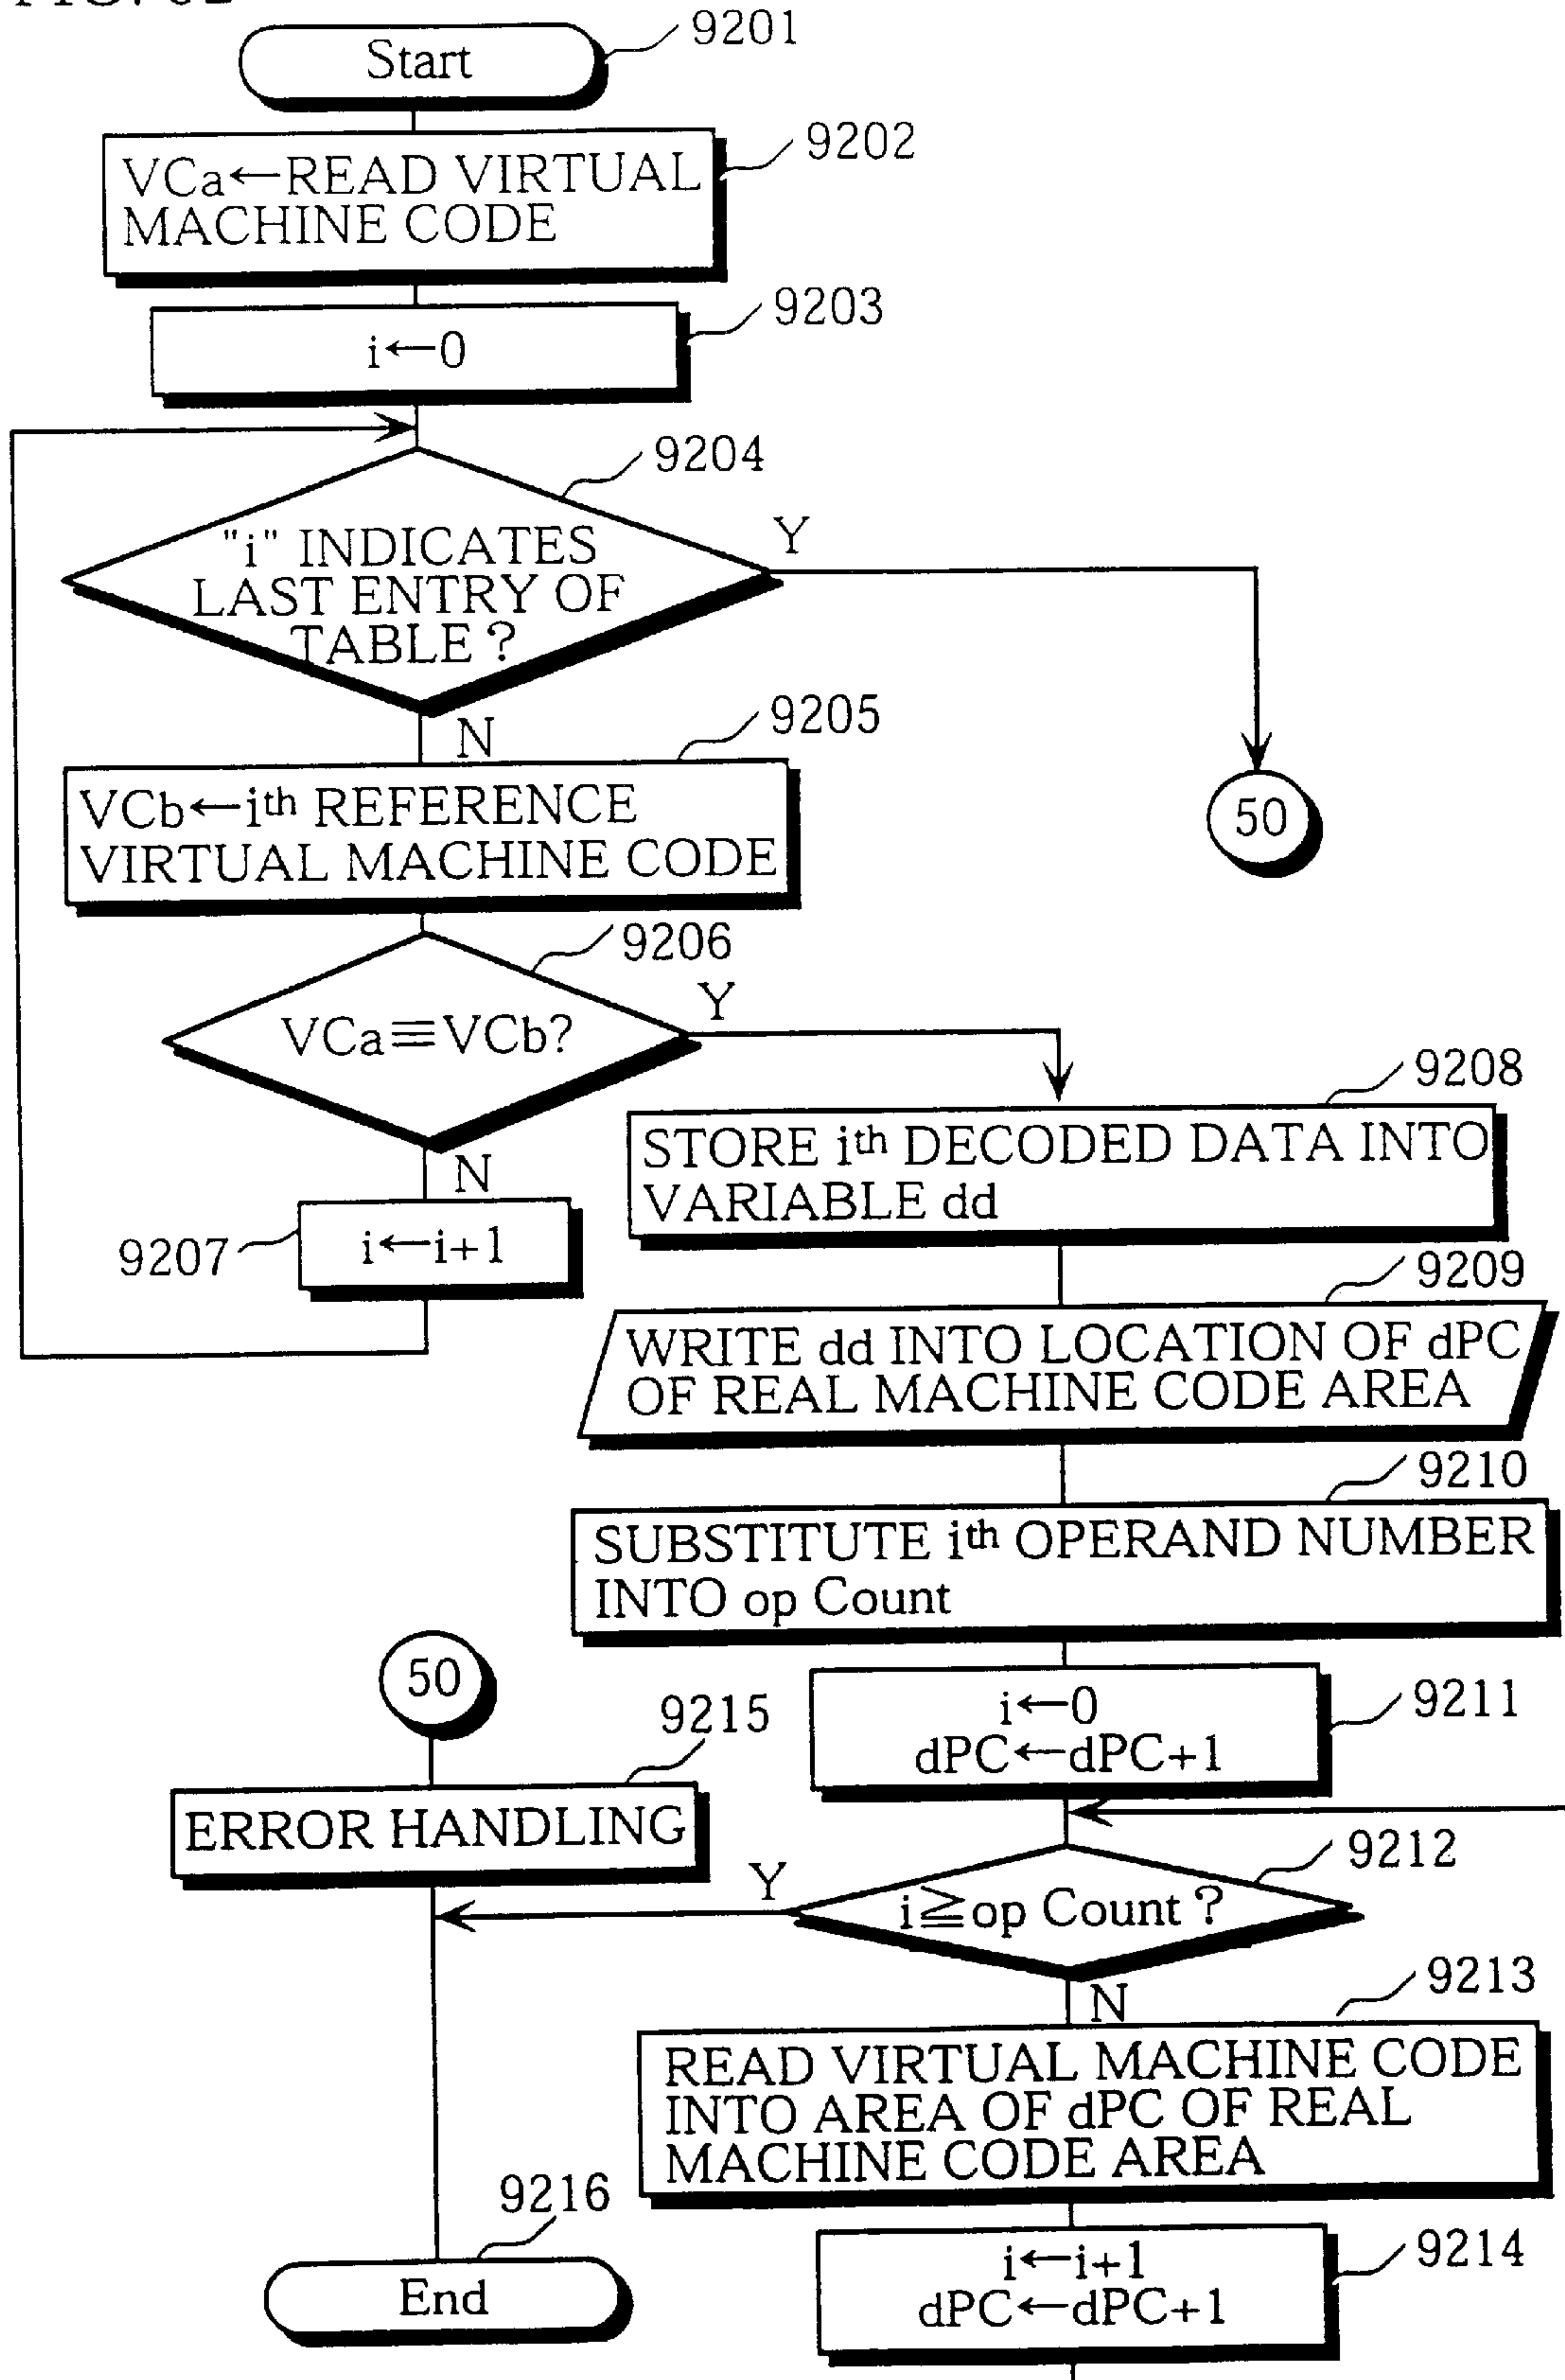 9201
Start
9202
VCa←READ VIRTUAL
MACHINE CODE
9203
i←0
9204
"i" INDICATES
LAST ENTRY OF
TABLE ?
Y
N
9205
VCb←ith REFERENCE
VIRTUAL MACHINE CODE
50
9206
VCa≡VCb?
Y
N
9207
i←i+1
9208
STORE ith DECODED DATA INTO
VARIABLE dd
9209
WRITE dd INTO LOCATION OF dPC
OF REAL MACHINE CODE AREA
9210
SUBSTITUTE ith OPERAND NUMBER
INTO op Count
9211
i←0
dPC←dPC+1
50
9215
ERROR HANDLING
9212
i≧op Count ?
Y
N
9213
READ VIRTUAL MACHINE CODE
INTO AREA OF dPC OF REAL
MACHINE CODE AREA
9214
i←i+1
dPC←dPC+1
9216
End